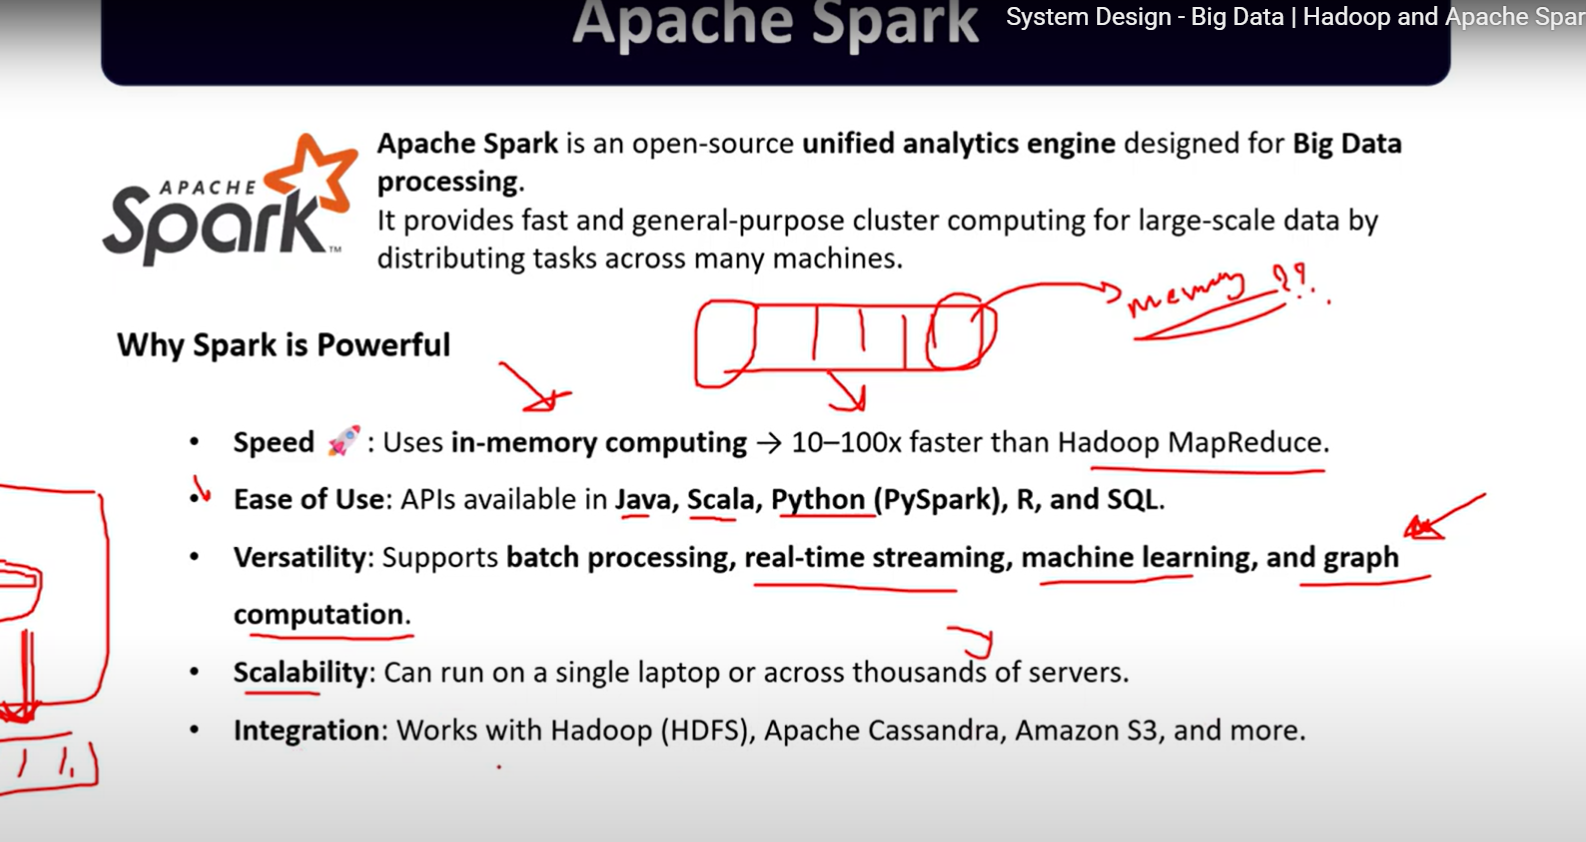 Apache Spark
System Design - Big Data | Hadoop and Apache Spar
APACHE
Spark™
Apache Spark is an open-source unified analytics engine designed for Big Data
processing.
It provides fast and general-purpose cluster computing for large-scale data by
distributing tasks across many machines.
memory ??
Why Spark is Powerful
• Speed 🚀 : Uses in-memory computing → 10–100x faster than Hadoop MapReduce.
• Ease of Use: APIs available in Java, Scala, Python (PySpark), R, and SQL.
• Versatility: Supports batch processing, real-time streaming, machine learning, and graph
computation.
• Scalability: Can run on a single laptop or across thousands of servers.
• Integration: Works with Hadoop (HDFS), Apache Cassandra, Amazon S3, and more.